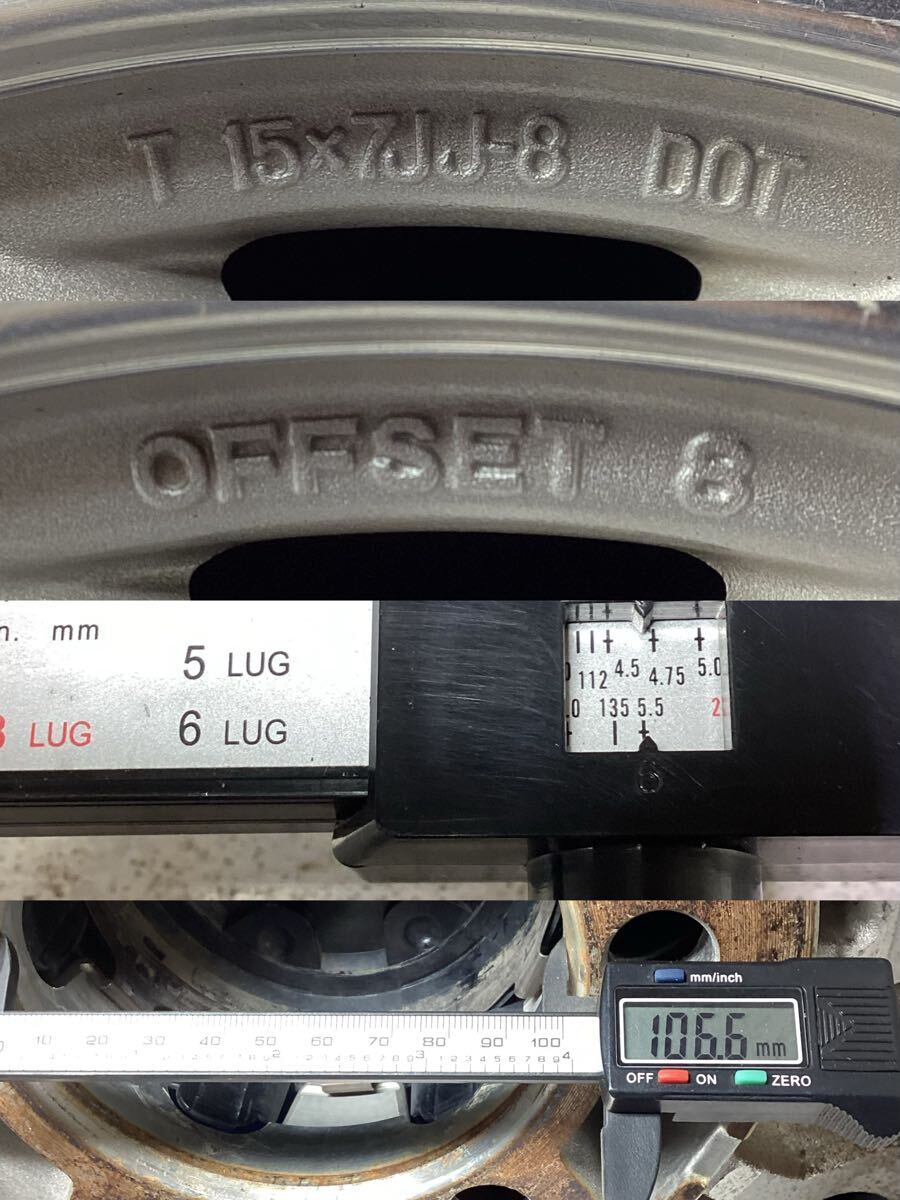 T 15×7JJ-8 DOT
OFFSET 8
mm
5 LUG
LUG 6 LUG
112 4.5 4.75 5.0
135 5.5
6
mm/inch
106.6 mm
OFF ON ZERO
10 20 30 40 50 60 70 80 90 100